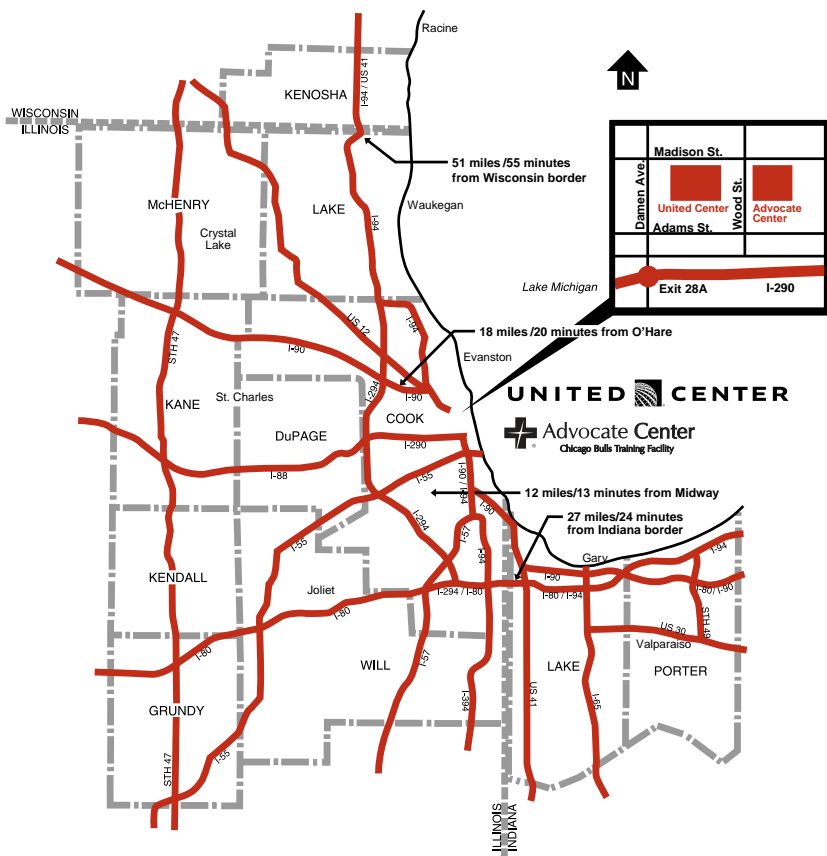 Racine
KENOSHA
I-94 / US 41
N
WISCONSIN
ILLINOIS
51 miles /55 minutes
from Wisconsin border
Madison St.
Damen Ave.
Wood St.
United Center
Advocate
Center
Adams St.
Exit 28A
I-290
McHENRY
LAKE
Waukegan
Crystal
Lake
I-94
Lake Michigan
STH 47
US 12
I-94
18 miles /20 minutes from O'Hare
I-90
Evanston
I-294
I-90
UNITED CENTER
KANE
St. Charles
COOK
DuPAGE
I-290
Advocate Center
Chicago Bulls Training Facility
I-88
I-55
I-90 / I-94
12 miles/13 minutes from Midway
I-90
27 miles/24 minutes
from Indiana border
I-294
I-57
I-94
I-55
Gary
I-94
KENDALL
Joliet
I-90
I-80 / I-90
I-294 / I-80
I-80 / I-94
I-80
STH 49
US 30
Valparaiso
I-80
I-57
WILL
LAKE
PORTER
I-394
US 41
I-65
GRUNDY
I-55
STH 47
ILLINOIS
INDIANA